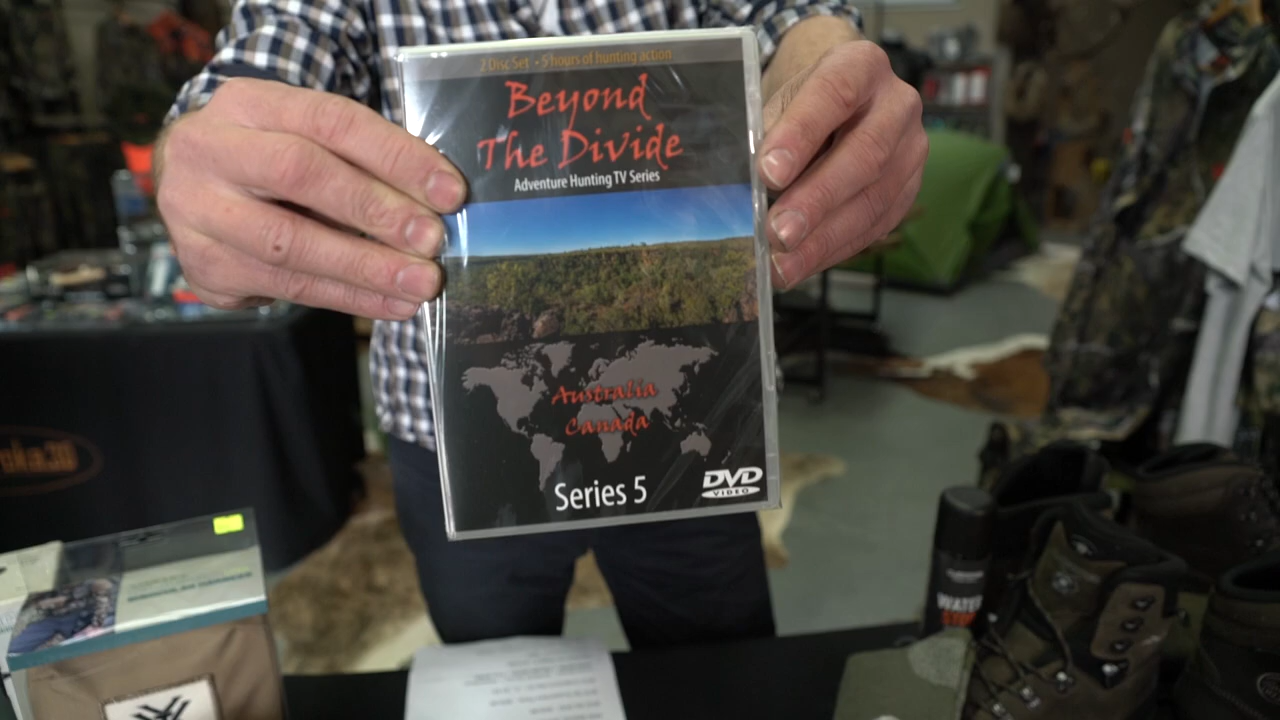 2 Disc Set - 5 hours of hunting action
Beyond
The Divide
Adventure Hunting TV Series
Australia
Canada
Series 5
DVD
VIDEO
WATER